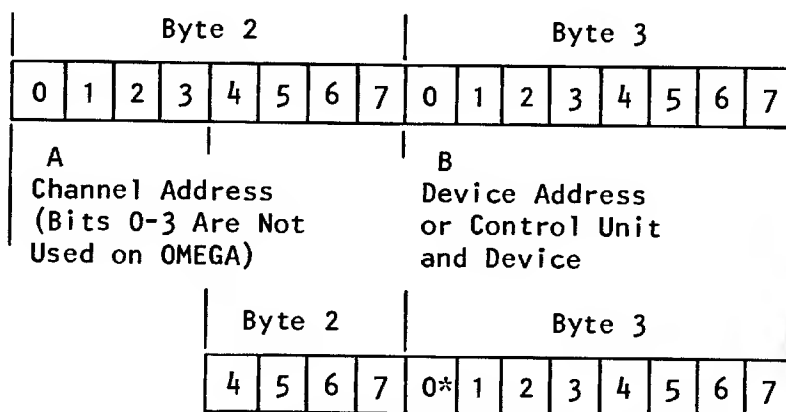 Byte 2 Byte 3
0 1 2 3 4 5 6 7 0 1 2 3 4 5 6 7
A B
Channel Address Device Address
(Bits 0-3 Are Not or Control Unit
Used on OMEGA) and Device
Byte 2 Byte 3
4 5 6 7 0* 1 2 3 4 5 6 7